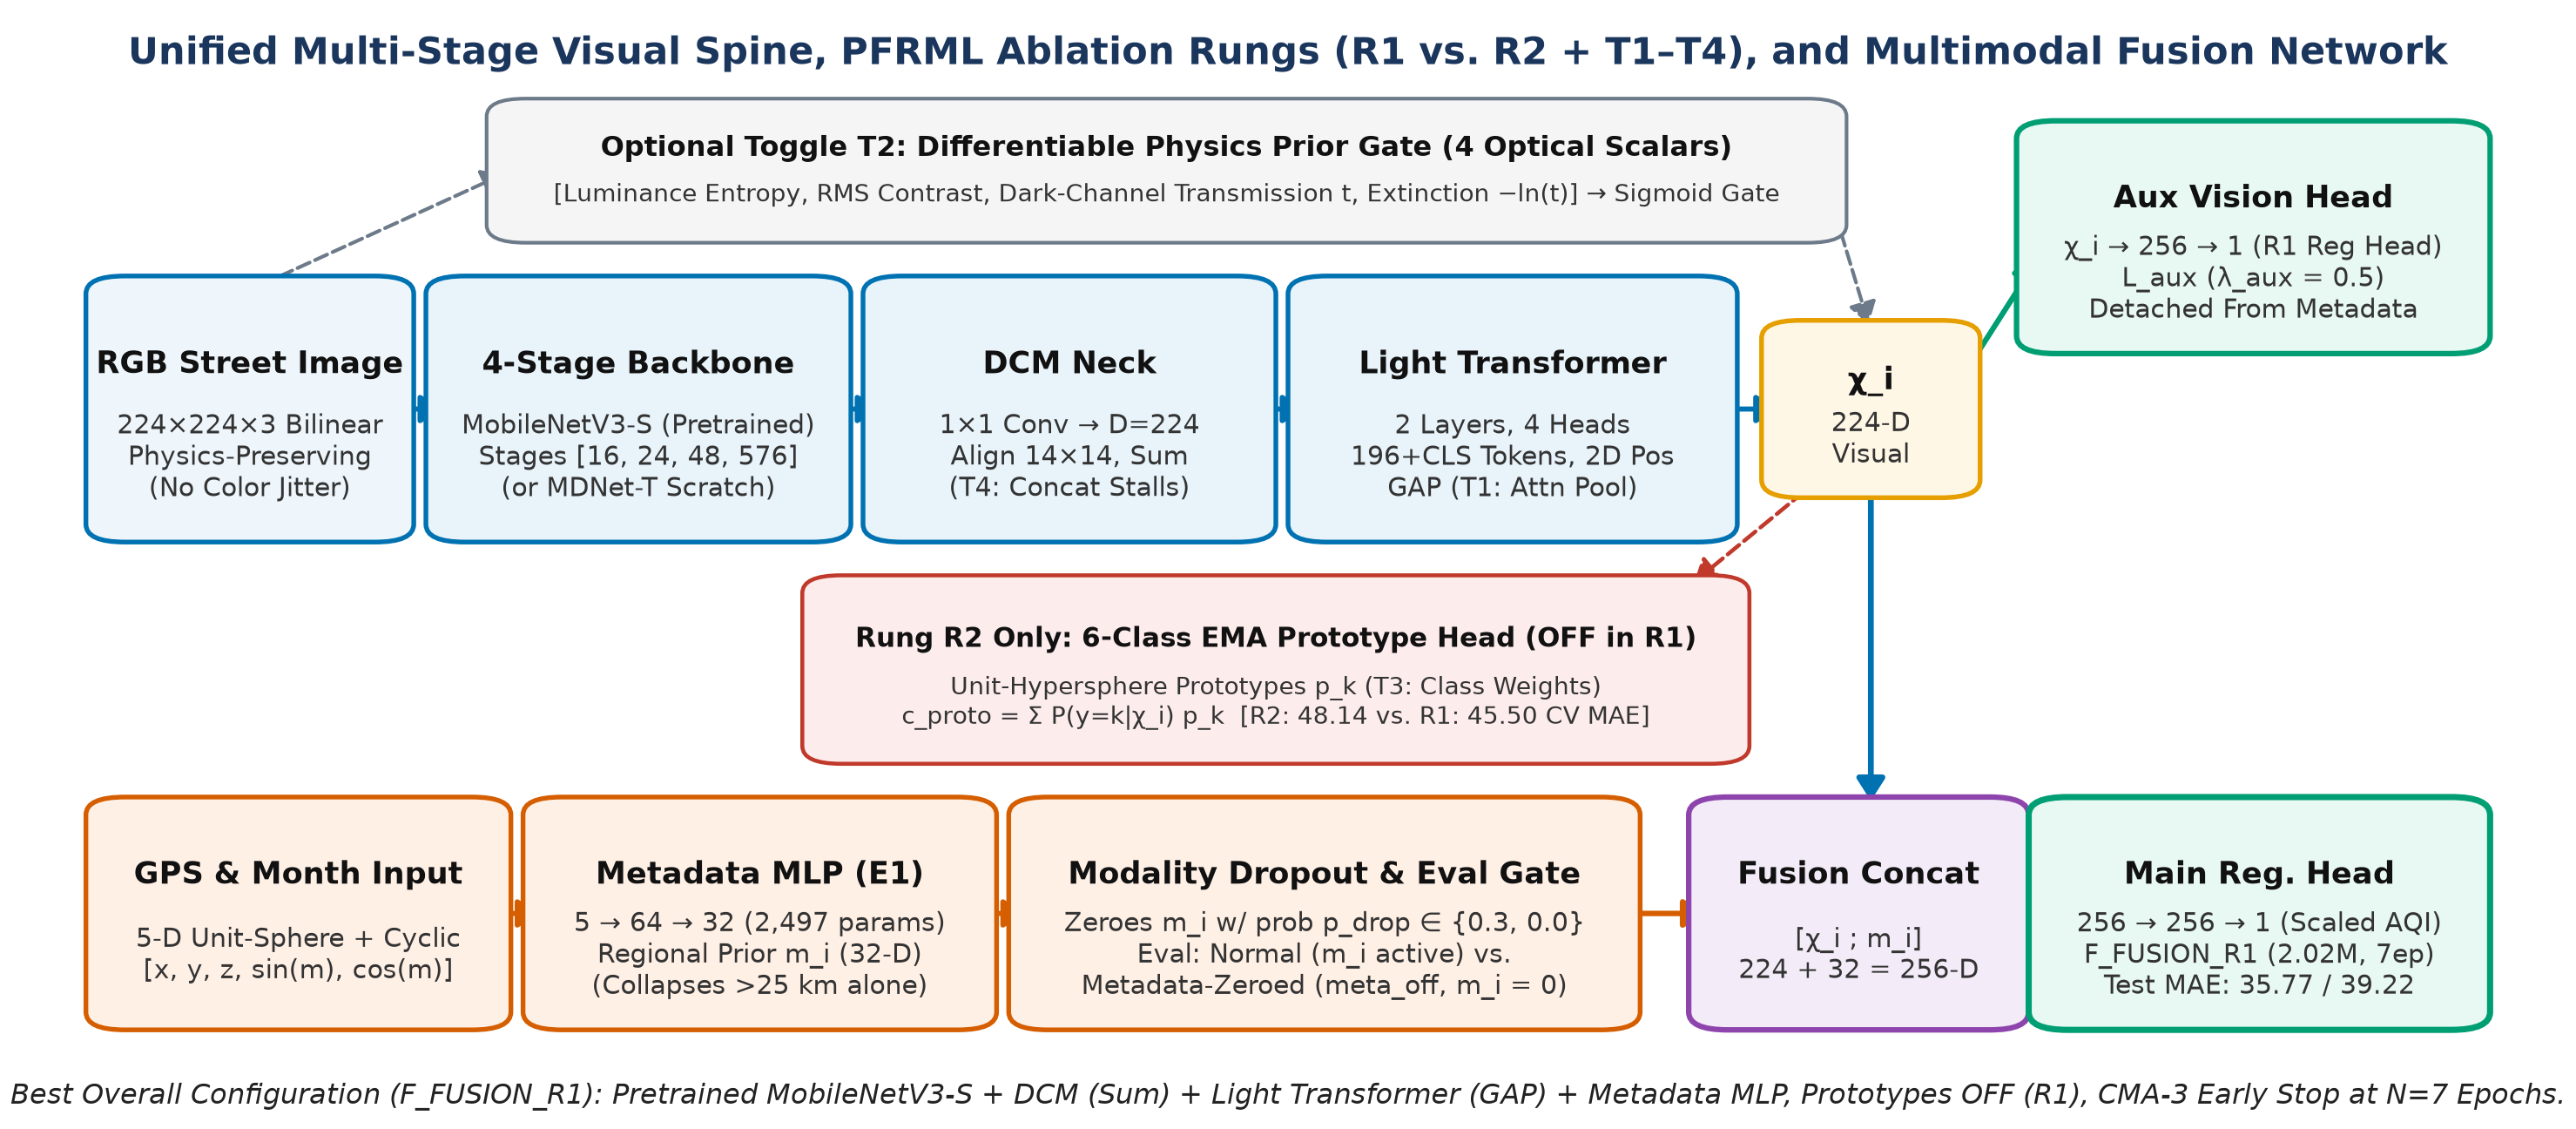 Unified Multi-Stage Visual Spine, PFRML Ablation Rungs (R1 vs. R2 + T1–T4), and Multimodal Fusion Network
Optional Toggle T2: Differentiable Physics Prior Gate (4 Optical Scalars)
[Luminance Entropy, RMS Contrast, Dark-Channel Transmission t, Extinction −ln(t)] → Sigmoid Gate
Aux Vision Head
χ_i → 256 → 1 (R1 Reg Head)
L_aux (λ_aux = 0.5)
Detached From Metadata
RGB Street Image
224×224×3 Bilinear
Physics-Preserving
(No Color Jitter)
4-Stage Backbone
MobileNetV3-S (Pretrained)
Stages [16, 24, 48, 576]
(or MDNet-T Scratch)
DCM Neck
1×1 Conv → D=224
Align 14×14, Sum
(T4: Concat Stalls)
Light Transformer
2 Layers, 4 Heads
196+CLS Tokens, 2D Pos
GAP (T1: Attn Pool)
χ_i
224-D
Visual
Rung R2 Only: 6-Class EMA Prototype Head (OFF in R1)
Unit-Hypersphere Prototypes p_k (T3: Class Weights)
c_proto = Σ P(y=k|χ_i) p_k  [R2: 48.14 vs. R1: 45.50 CV MAE]
GPS & Month Input
5-D Unit-Sphere + Cyclic
[x, y, z, sin(m), cos(m)]
Metadata MLP (E1)
5 → 64 → 32 (2,497 params)
Regional Prior m_i (32-D)
(Collapses >25 km alone)
Modality Dropout & Eval Gate
Zeroes m_i w/ prob p_drop ∈ {0.3, 0.0}
Eval: Normal (m_i active) vs.
Metadata-Zeroed (meta_off, m_i = 0)
Fusion Concat
[χ_i ; m_i]
224 + 32 = 256-D
Main Reg. Head
256 → 256 → 1 (Scaled AQI)
F_FUSION_R1 (2.02M, 7ep)
Test MAE: 35.77 / 39.22
Best Overall Configuration (F_FUSION_R1): Pretrained MobileNetV3-S + DCM (Sum) + Light Transformer (GAP) + Metadata MLP, Prototypes OFF (R1), CMA-3 Early Stop at N=7 Epochs.